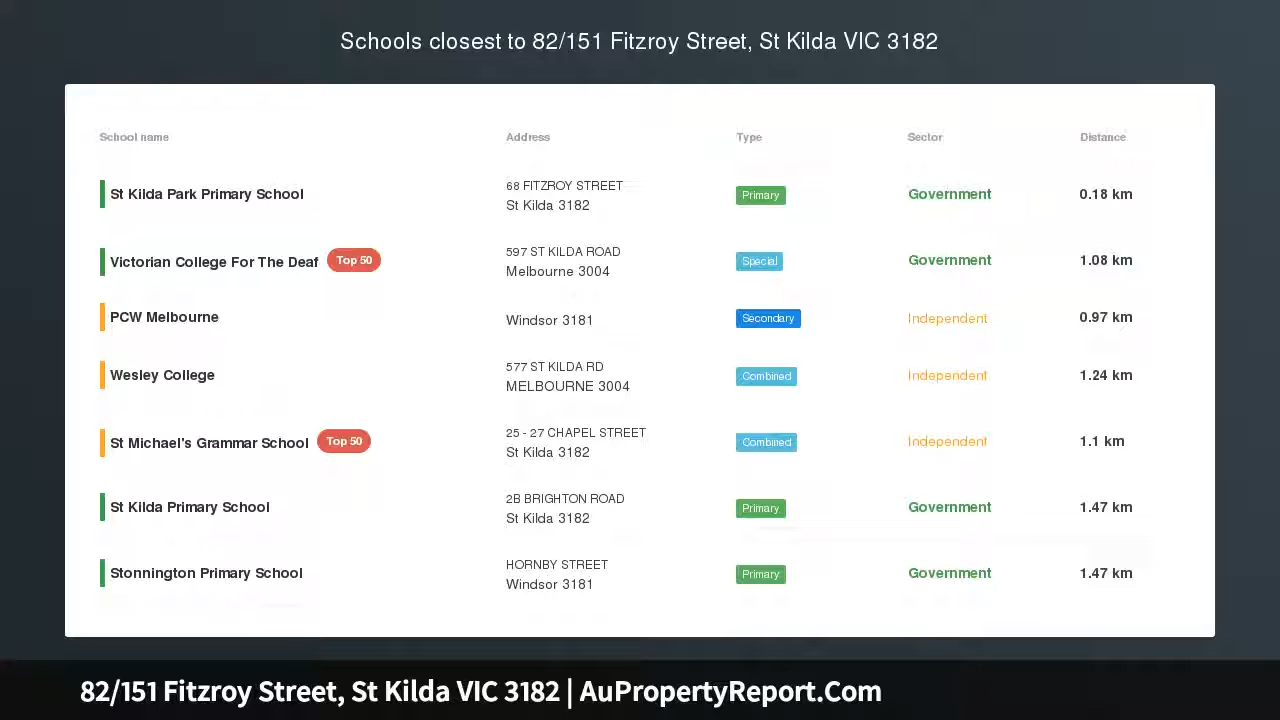 Schools closest to 82/151 Fitzroy Street, St Kilda VIC 3182
School name Address Type Sector Distance
St Kilda Park Primary School 68 FITZROY STREET St Kilda 3182 Primary Government 0.18 km
Victorian College For The Deaf Top 50 597 ST KILDA ROAD Melbourne 3004 Special Government 1.08 km
PCW Melbourne Windsor 3181 Secondary Independent 0.97 km
Wesley College 577 ST KILDA RD MELBOURNE 3004 Combined Independent 1.24 km
St Michael's Grammar School Top 50 25 - 27 CHAPEL STREET St Kilda 3182 Combined Independent 1.1 km
St Kilda Primary School 2B BRIGHTON ROAD St Kilda 3182 Primary Government 1.47 km
Stonnington Primary School HORNBY STREET Windsor 3181 Primary Government 1.47 km
82/151 Fitzroy Street, St Kilda VIC 3182 | AuPropertyReport.Com